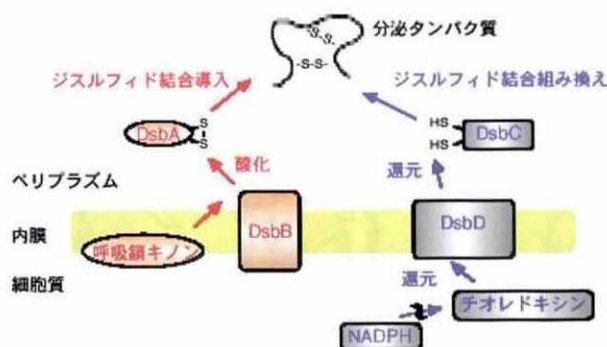 分泌タンパク質
-S-S-
-S-S-
ジスルフィド結合導入
ジスルフィド結合組み換え
DsbA
S
S
HS
HS
DsbC
酸化
還元
ペリプラズム
内膜
呼吸鎖キノン
DsbB
DsbD
細胞質
還元
チオレドキシン
NADPH